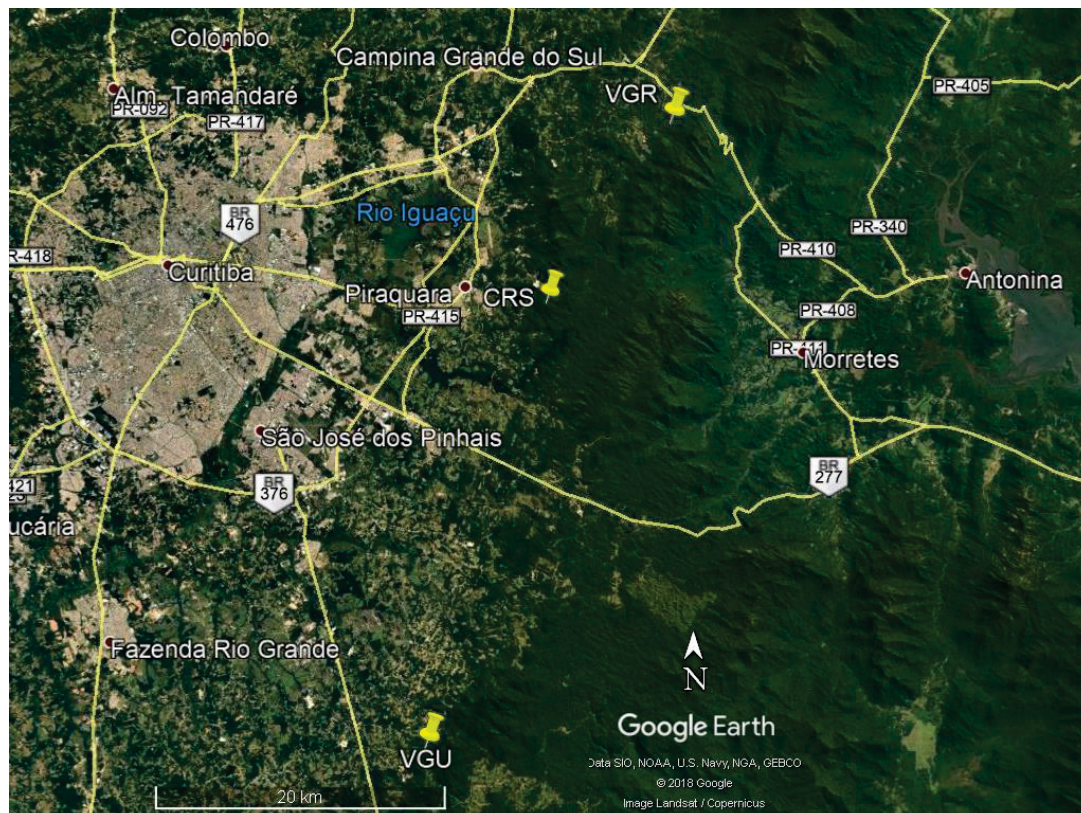 Colombo
Campina Grande do Sul
Alm. Tamandaré
PR-092
PR-417
VGR
PR-405
BR
476
Rio Iguaçu
PR-340
R-418
Curitiba
PR-410
Antonina
Piraquara
CRS
PR-415
PR-408
PR-411
Morretes
São José dos Pinhais
BR
277
BR
376
421
ucária
Fazenda Rio Grande
N
Google Earth
VGU
Data SIO, NOAA, U.S. Navy, NGA, GEBCO
© 2018 Google
20 km
Image Landsat / Copernicus